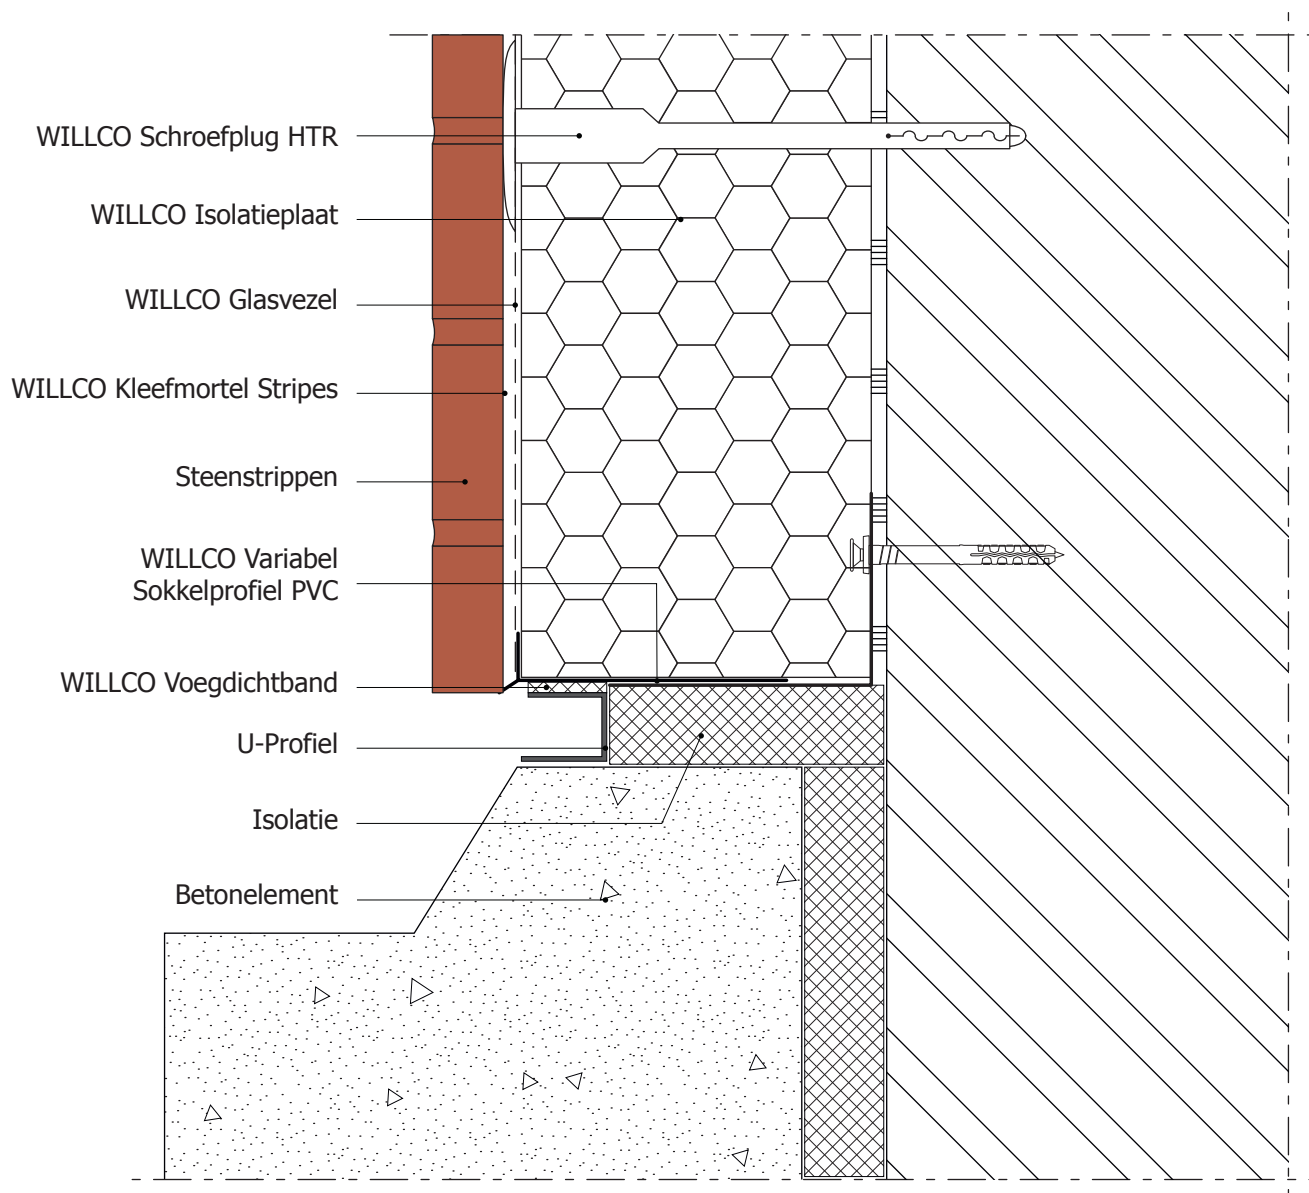 WILLCO Schroefplug HTR
WILLCO Isolatieplaat
WILLCO Glasvezel
WILLCO Kleefmortel Stripes
Steenstrippen
WILLCO Variabel
Sokkelprofiel PVC
WILLCO Voegdichtband
U-Profiel
Isolatie
Betonelement